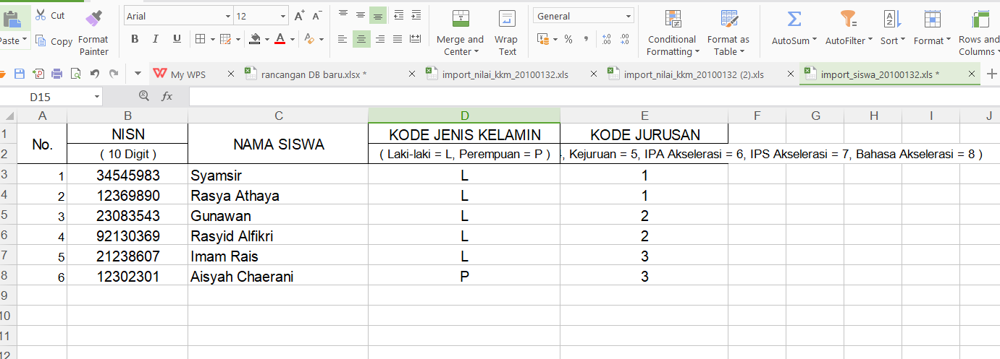 Cut
Arial 12 A+ A-
General
Paste Copy Format Painter
B I U A A
Merge and Center
Wrap Text
% ,
Conditional Formatting
Format as Table
AutoSum
AutoFilter
Sort
Format
Rows and Columns
My WPS
rancangan DB baru.xlsx *
import_nilai_kkm_20100132.xls
import_nilai_kkm_20100132 (2).xls
import_siswa_20100132.xls *
D15 fx
A B C D E F G H I J
1 No. NISN NAMA SISWA KODE JENIS KELAMIN KODE JURUSAN
2 ( 10 Digit ) ( Laki-laki = L, Perempuan = P ) , Kejuruan = 5, IPA Akselerasi = 6, IPS Akselerasi = 7, Bahasa Akselerasi = 8 )
3 1 34545983 Syamsir L 1
4 2 12369890 Rasya Athaya L 1
5 3 23083543 Gunawan L 2
6 4 92130369 Rasyid Alfikri L 2
7 5 21238607 Imam Rais L 3
8 6 12302301 Aisyah Chaerani P 3
9
10
11
12